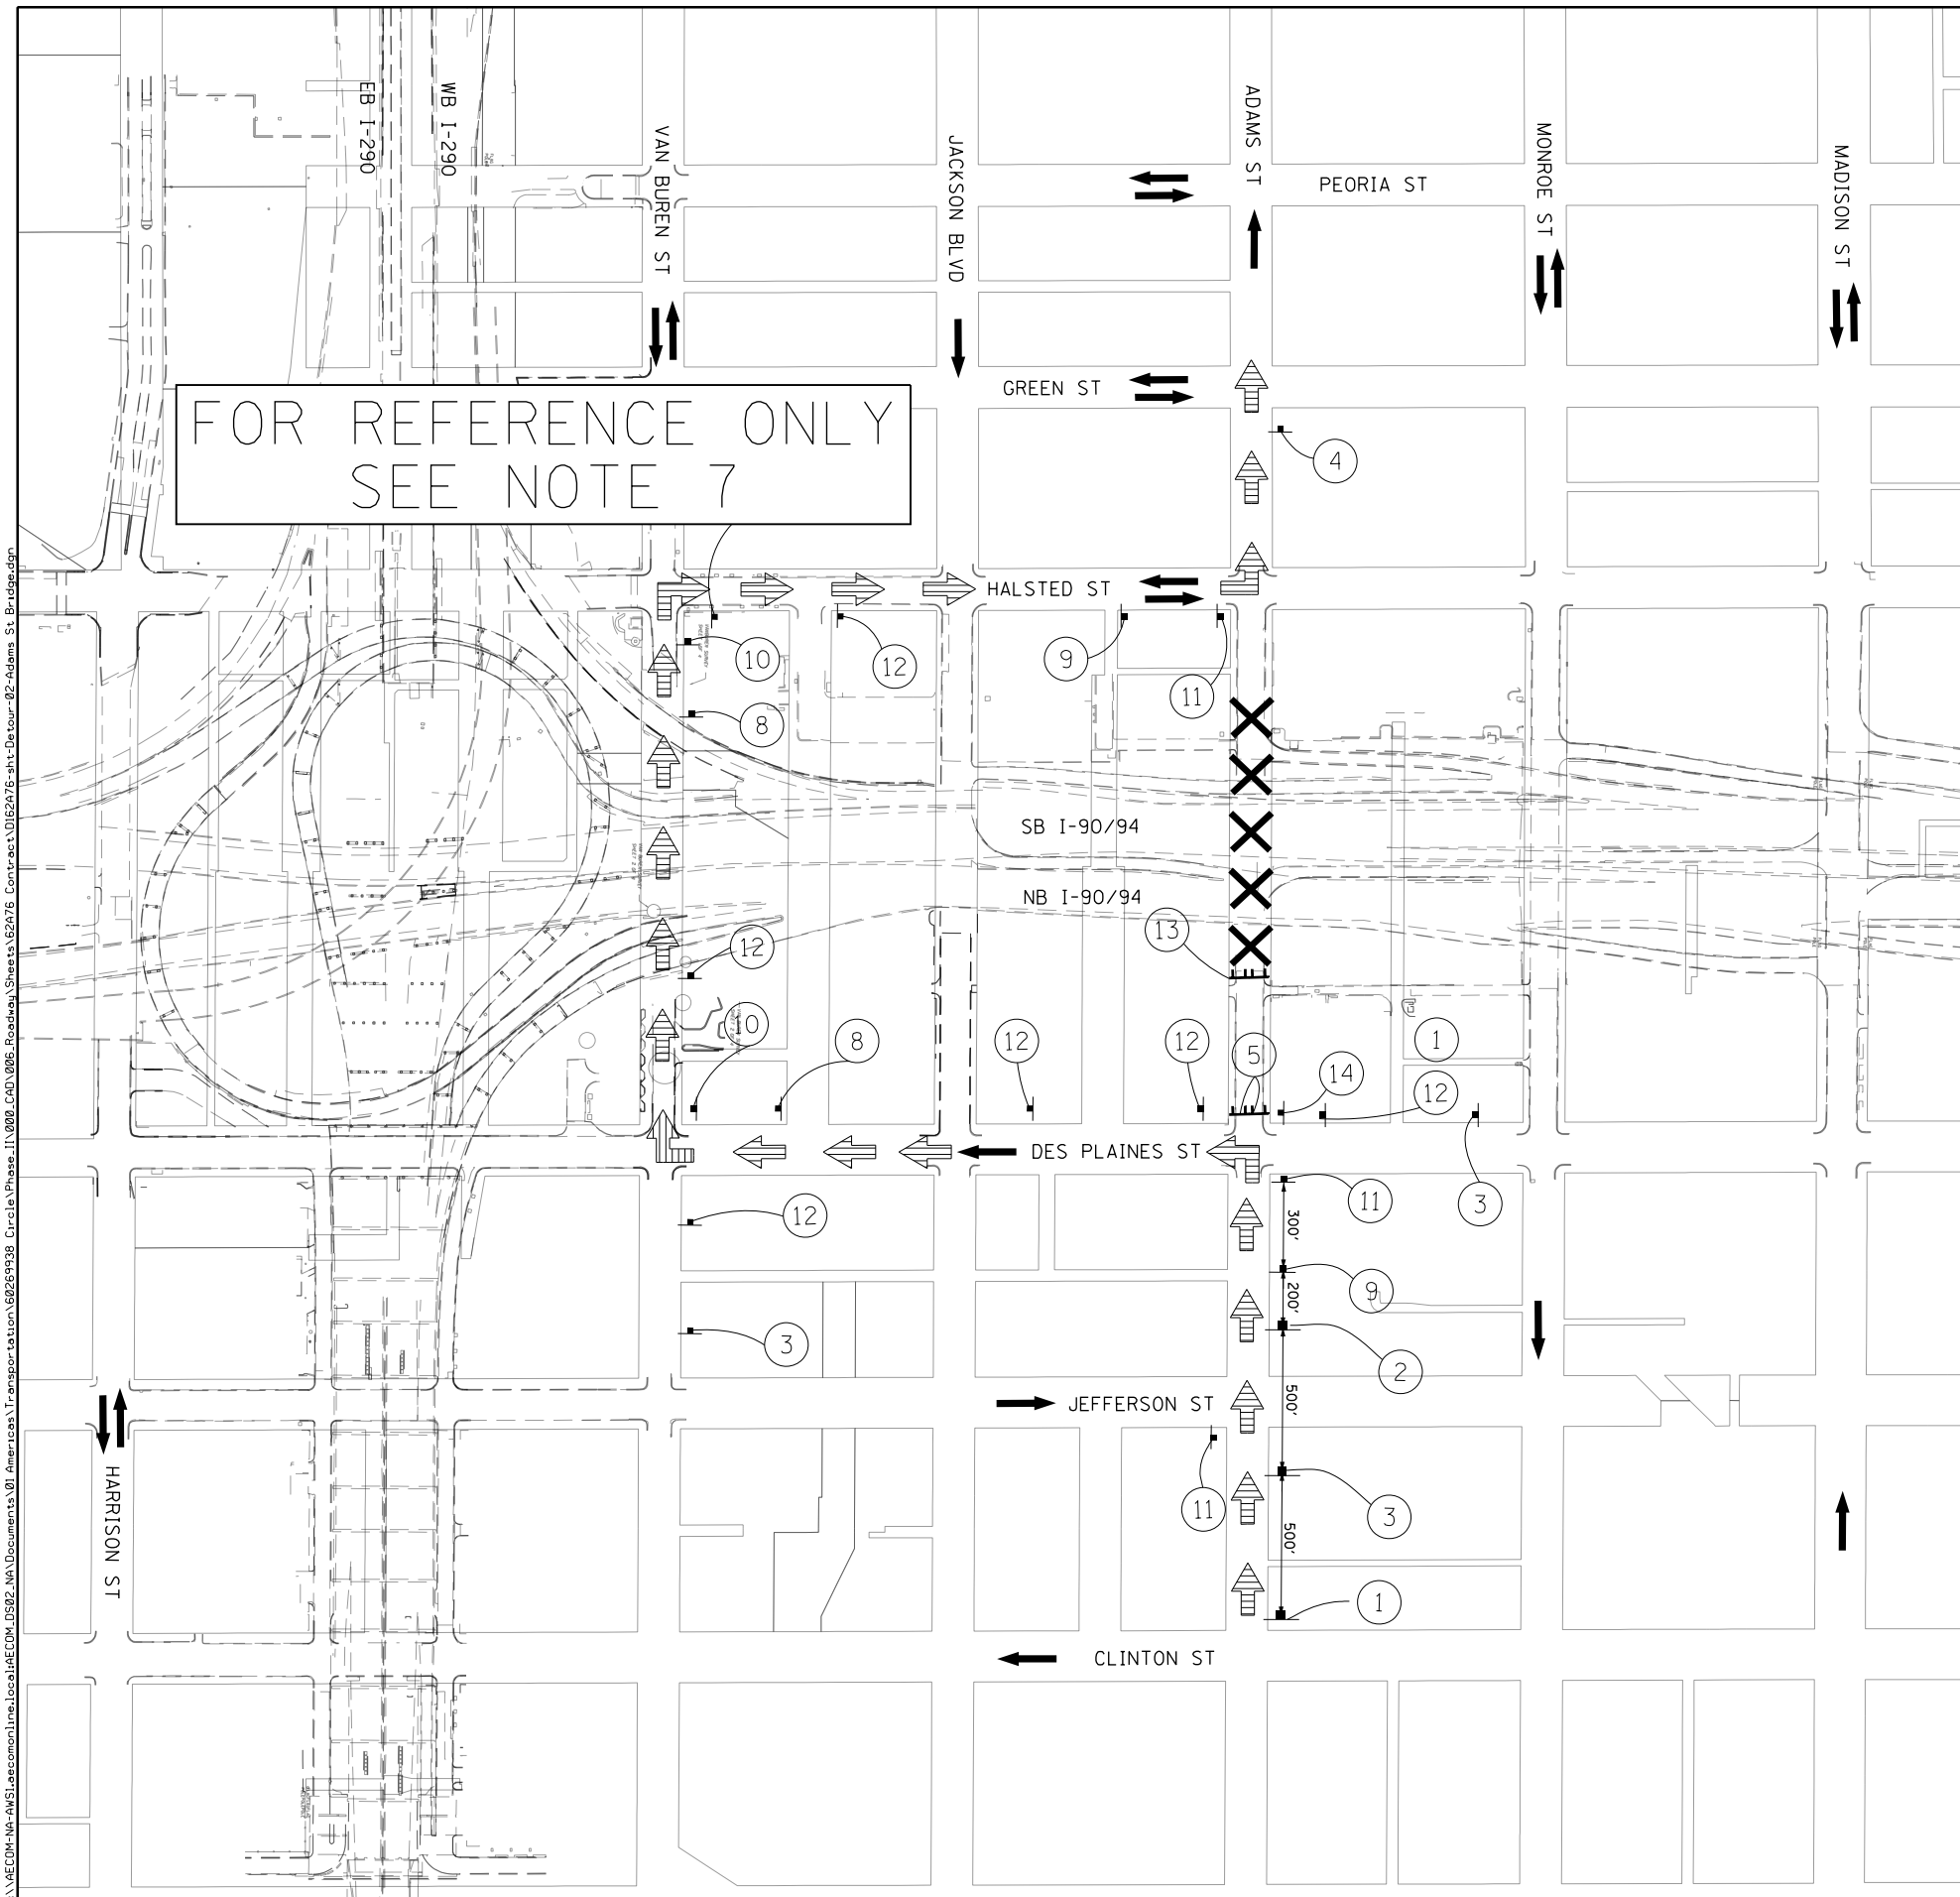 EB I-290
WB I-290
VAN BUREN ST
JACKSON BLVD
ADAMS ST
PEORIA ST
MONROE ST
MADISON ST
GREEN ST
FOR REFERENCE ONLY
SEE NOTE 7
4
HALSTED ST
10
12
9
11
8
SB I-90/94
NB I-90/94
13
12
10
8
12
12
5
1
14
12
DES PLAINES ST
3
11
300'
12
9
200'
3
2
500'
JEFFERSON ST
11
3
500'
1
HARRISON ST
CLINTON ST